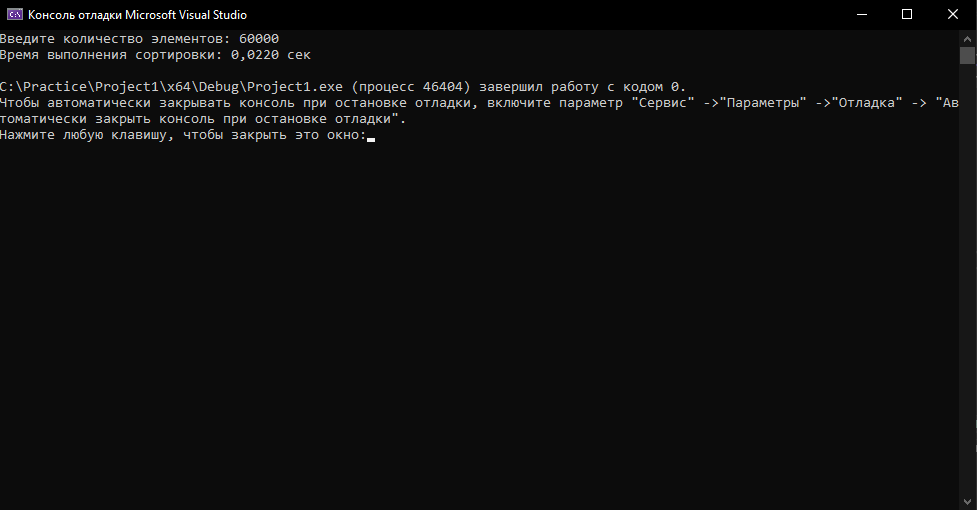 Консоль отладки Microsoft Visual Studio
Введите количество элементов: 60000
Время выполнения сортировки: 0,0220 сек
C:\Practice\Project1\x64\Debug\Project1.exe (процесс 46404) завершил работу с кодом 0.
Чтобы автоматически закрывать консоль при остановке отладки, включите параметр "Сервис" ->"Параметры" ->"Отладка" -> "Ав
томатически закрыть консоль при остановке отладки".
Нажмите любую клавишу, чтобы закрыть это окно: